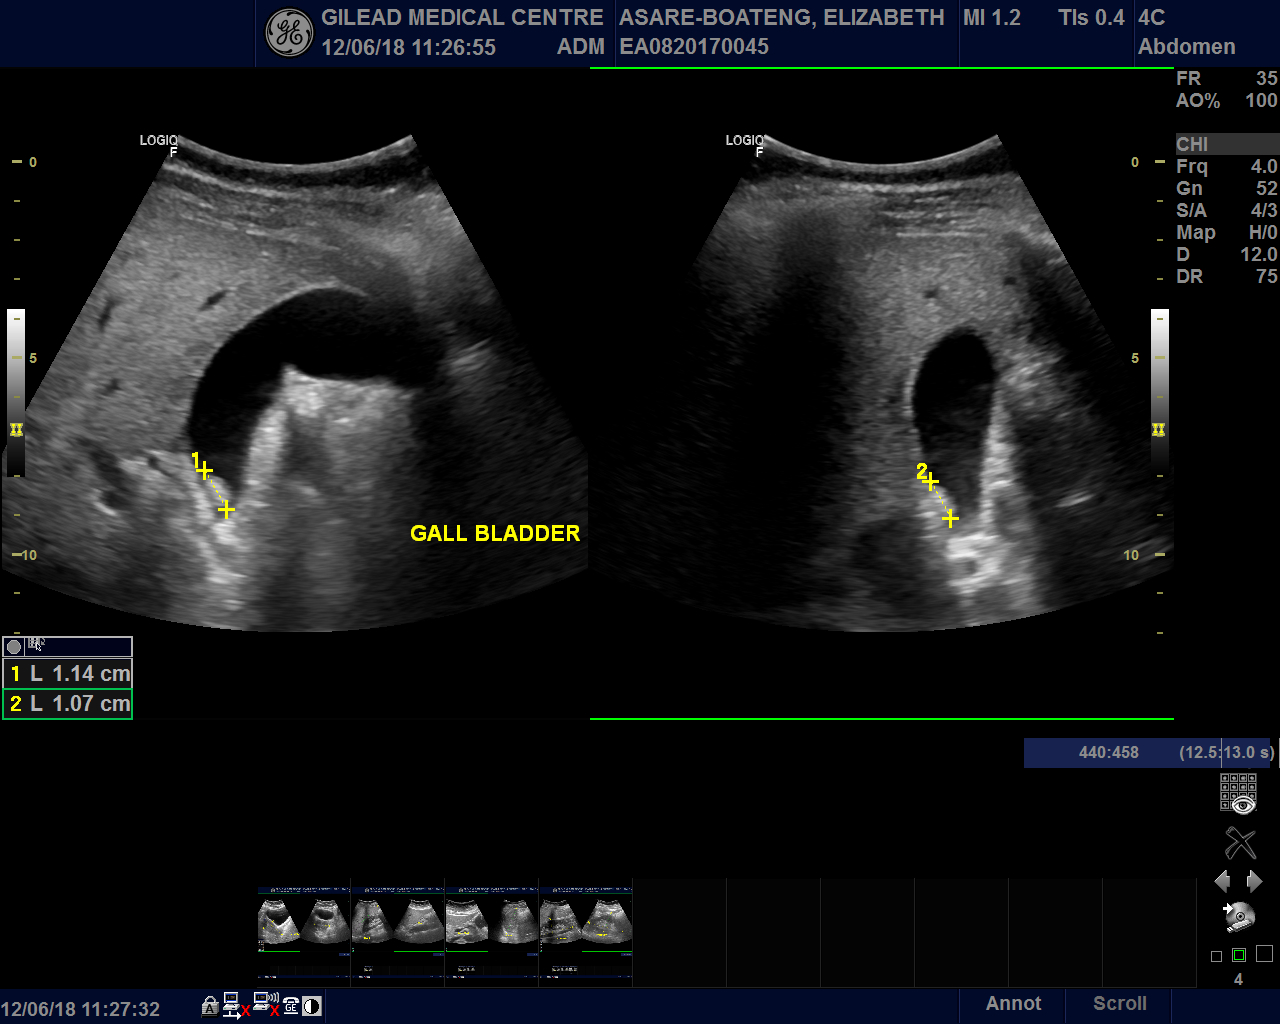 GILEAD MEDICAL CENTRE
12/06/18 11:26:55 ADM
ASARE-BOATENG, ELIZABETH
EA0820170045
MI 1.2 TIs 0.4
4C
Abdomen
FR 35
AO% 100
CHI
Frq 4.0
Gn 52
S/A 4/3
Map H/0
D 12.0
DR 75
LOGIQ
F
0
5
10
1
GALL BLADDER
LOGIQ
F
0
5
10
2
1 L 1.14 cm
2 L 1.07 cm
440:458 (12.5:13.0 s)
4
12/06/18 11:27:32
A
GE
Annot
Scroll